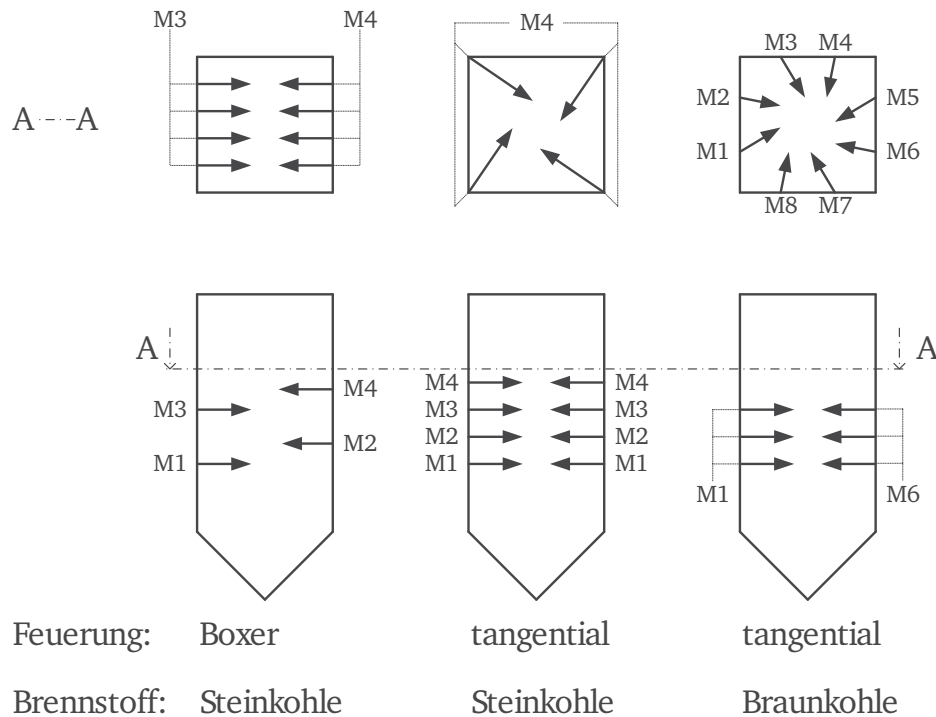 M3 M4 M4 M3 M4
A A M2 M5
M1 M6
M8 M7
A A
M4 M4 M4
M3 M3 M3
M2 M2 M2
M1 M1 M1 M1 M6
Feuerung: Boxer tangential tangential
Brennstoff: Steinkohle Steinkohle Braunkohle